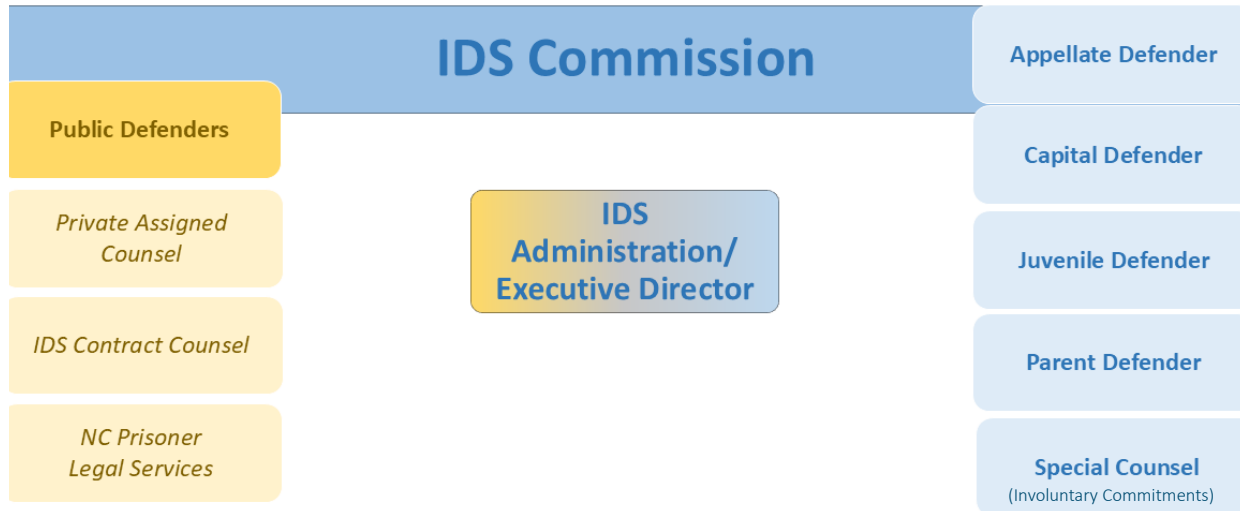 IDS Commission
Public Defenders
Private Assigned
Counsel
IDS Contract Counsel
NC Prisoner
Legal Services
IDS
Administration/
Executive Director
Appellate Defender
Capital Defender
Juvenile Defender
Parent Defender
Special Counsel
(Involuntary Commitments)